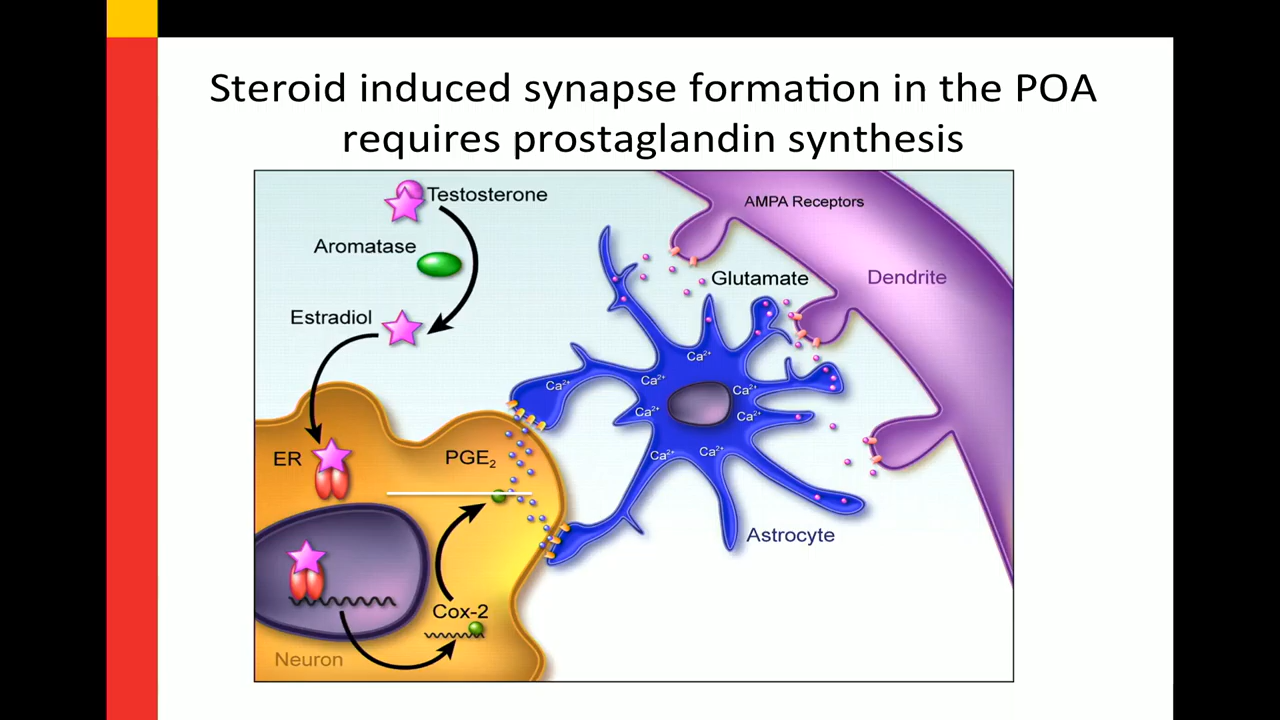 Steroid induced synapse formation in the POA
requires prostaglandin synthesis
Testosterone
Aromatase
Estradiol
ER
PGE₂
Cox-2
Neuron
AMPA Receptors
Glutamate
Dendrite
Ca²⁺
Ca²⁺
Ca²⁺
Ca²⁺
Ca²⁺
Ca²⁺
Ca²⁺
Ca²⁺
Astrocyte